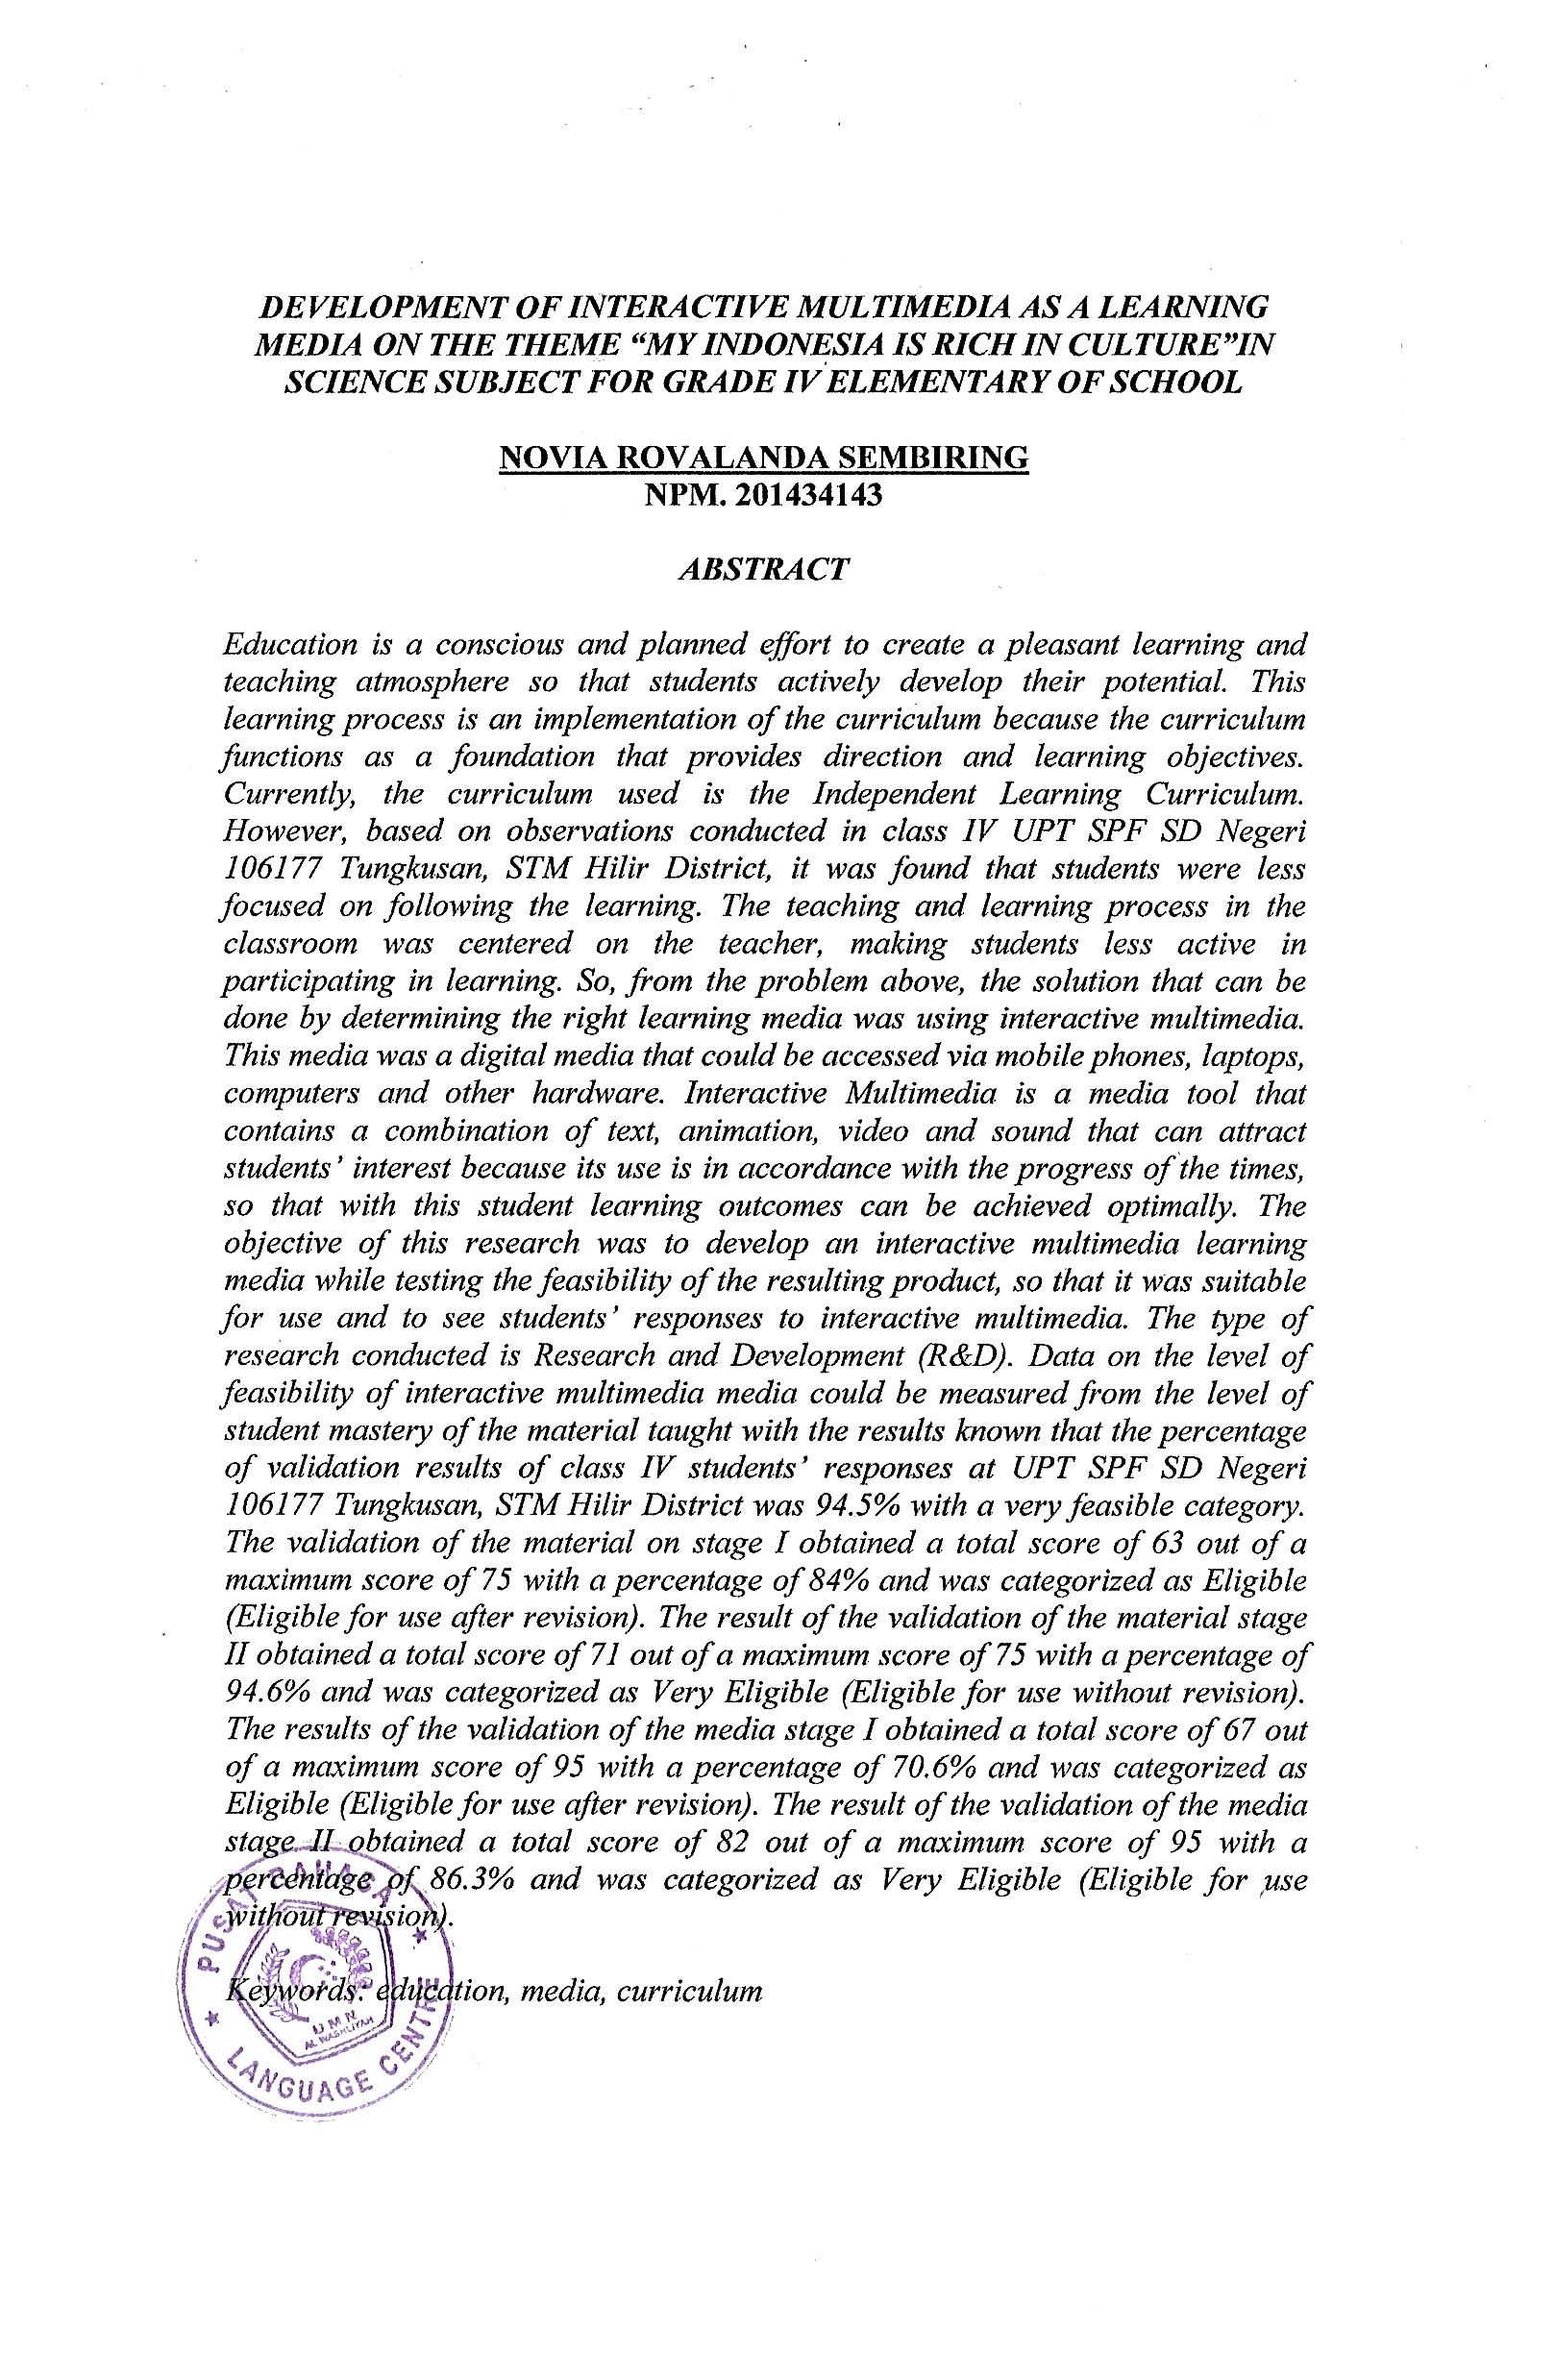 DEVELOPMENT OF INTERACTIVE MULTIMEDIA AS A LEARNING
MEDIA ON THE THEME “MY INDONESIA IS RICH IN CULTURE”IN
SCIENCE SUBJECT FOR GRADE IV ELEMENTARY OF SCHOOL
NOVIA ROVALANDA SEMBIRING
NPM. 201434143
ABSTRACT
Education is a conscious and planned effort to create a pleasant learning and
teaching atmosphere so that students actively develop their potential. This
learning process is an implementation of the curriculum because the curriculum
functions as a foundation that provides direction and learning objectives.
Currently, the curriculum used is the Independent Learning Curriculum.
However, based on observations conducted in class IV UPT SPF SD Negeri
106177 Tungkusan, STM Hilir District, it was found that students were less
focused on following the learning. The teaching and learning process in the
classroom was centered on the teacher, making students less active in
participating in learning. So, from the problem above, the solution that can be
done by determining the right learning media was using interactive multimedia.
This media was a digital media that could be accessed via mobile phones, laptops,
computers and other hardware. Interactive Multimedia is a media tool that
contains a combination of text, animation, video and sound that can attract
students’ interest because its use is in accordance with the progress of the times,
so that with this student learning outcomes can be achieved optimally. The
objective of this research was to develop an interactive multimedia learning
media while testing the feasibility of the resulting product, so that it was suitable
for use and to see students’ responses to interactive multimedia. The type of
research conducted is Research and Development (R&D). Data on the level of
feasibility of interactive multimedia media could be measured from the level of
student mastery of the material taught with the results known that the percentage
of validation results of class IV students’ responses at UPT SPF SD Negeri
106177 Tungkusan, STM Hilir District was 94.5% with a very feasible category.
The validation of the material on stage I obtained a total score of 63 out of a
maximum score of 75 with a percentage of 84% and was categorized as Eligible
(Eligible for use after revision). The result of the validation of the material stage
II obtained a total score of 71 out of a maximum score of 75 with a percentage of
94.6% and was categorized as Very Eligible (Eligible for use without revision).
The results of the validation of the media stage I obtained a total score of 67 out
of a maximum score of 95 with a percentage of 70.6% and was categorized as
Eligible (Eligible for use after revision). The result of the validation of the media
stage II obtained a total score of 82 out of a maximum score of 95 with a
percentage of 86.3% and was categorized as Very Eligible (Eligible for use
without revision).
Keywords: education, media, curriculum
PUSAT BAHASA
UMN
AL WASHLIYAH
LANGUAGE CENTRE